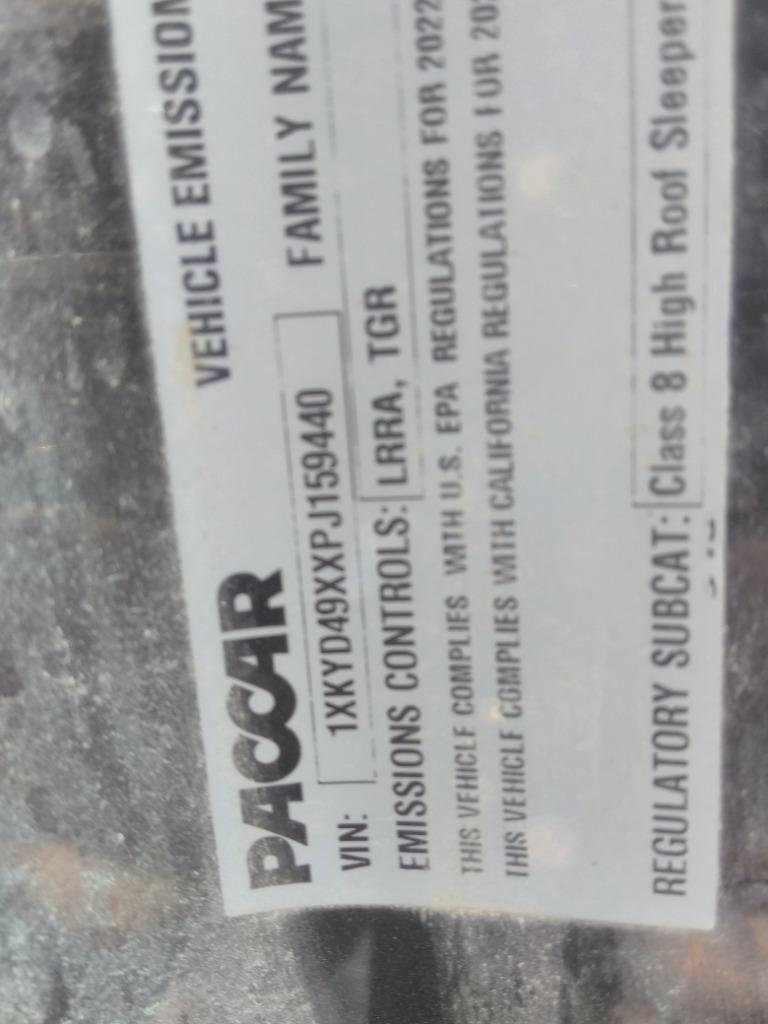 PACCAR
VEHICLE EMISSION
VIN: 1XKYD49XXPJ159440
FAMILY NAM
EMISSIONS CONTROLS: LRRA, TGR
THIS VEHICLE COMPLIES WITH U.S. EPA REGULATIONS FOR 2022
THIS VEHICLE COMPLIES WITH CALIFORNIA REGULATIONS FOR 202
REGULATORY SUBCAT: Class 8 High Roof Sleeper